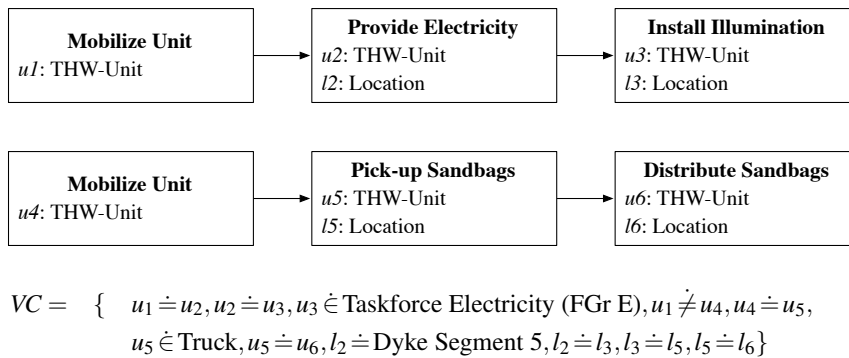 Mobilize Unit
u1: THW-Unit
Provide Electricity
u2: THW-Unit
l2: Location
Install Illumination
u3: THW-Unit
l3: Location
Mobilize Unit
u4: THW-Unit
Pick-up Sandbags
u5: THW-Unit
l5: Location
Distribute Sandbags
u6: THW-Unit
l6: Location
VC = { u₁ ≐ u₂, u₂ ≐ u₃, u₃ ∈̇ Taskforce Electricity (FGr E), u₁ ≠̇ u₄, u₄ ≐ u₅,
u₅ ∈̇ Truck, u₅ ≐ u₆, l₂ ≐ Dyke Segment 5, l₂ ≐ l₃, l₃ ≐ l₅, l₅ ≐ l₆}